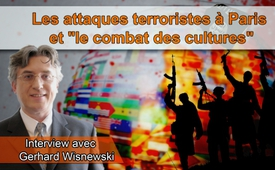 Les attaques terroristes à Paris
et "le combat des cultures"
Interview avec
Gerhard Wisnewski